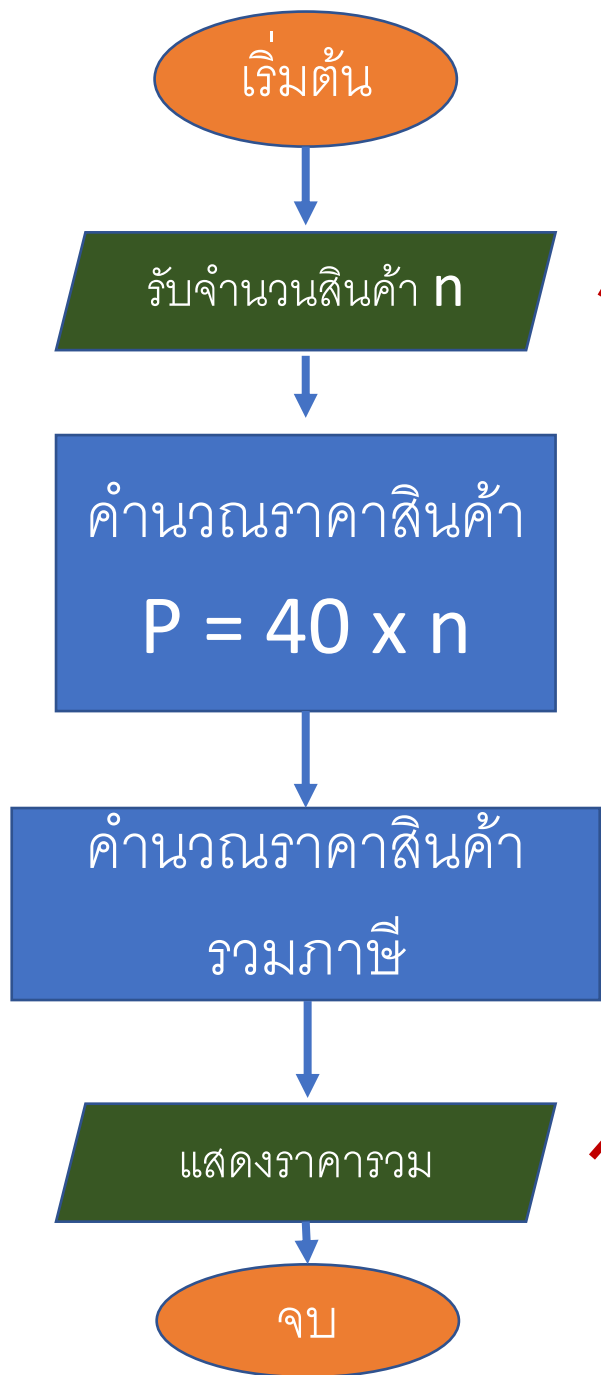 เริ่มต้น
รับจำนวนสินค้า n
คำนวณราคาสินค้า
P = 40 x n
คำนวณราคาสินค้า
รวมภาษี
แสดงราคารวม
จบ